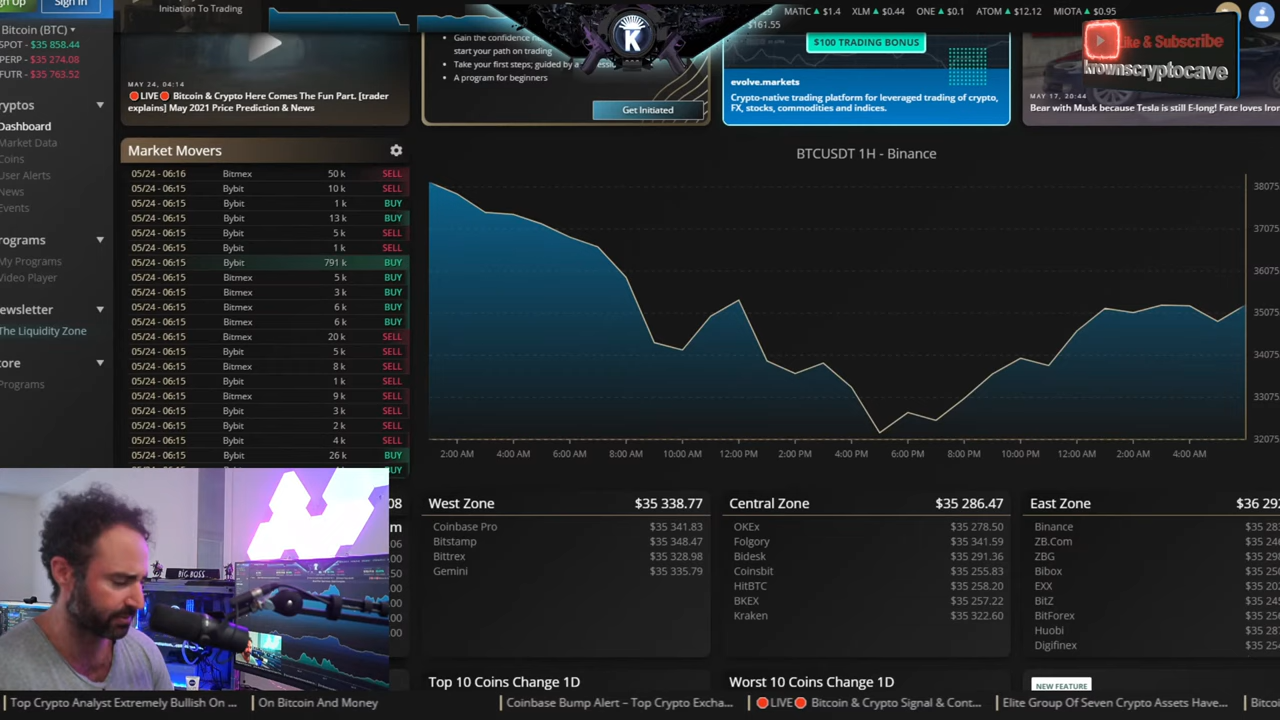 Sign In
Initiation To Trading
MATIC ▲ $1.4 XLM ▲ $0.44 ONE ▲ $0.1 ATOM ▲ $12.12 MIOTA ▲ $0.95
$161.55
Bitcoin (BTC)
SPOT - $35 858.44
PERP - $35 274.08
FUTR - $35 763.52
K
Gain the confidence
start your path on trading
Take your first steps; guided by a
A program for beginners
Get Initiated
$100 TRADING BONUS
evolve.markets
Crypto-native trading platform for leveraged trading of crypto,
FX, stocks, commodities and indices.
Like & Subscribe
krownscryptocave
MAY 24, 04:14
🔴LIVE🔴 Bitcoin & Crypto Here Comes The Fun Part. [trader
explains] May 2021 Price Prediction & News
MAY 17, 20:44
Bear with Musk because Tesla is still E-long! Fate loves Iron
Dashboard
Market Data
User Alerts
My Programs
Video Player
The Liquidity Zone
Market Movers
05/24 - 06:16 Bitmex 50 k SELL
05/24 - 06:15 Bybit 10 k SELL
05/24 - 06:15 Bybit 1 k BUY
05/24 - 06:15 Bybit 13 k BUY
05/24 - 06:15 Bybit 5 k SELL
05/24 - 06:15 Bybit 1 k SELL
05/24 - 06:15 Bybit 791 k BUY
05/24 - 06:15 Bitmex 5 k BUY
05/24 - 06:15 Bitmex 3 k BUY
05/24 - 06:15 Bitmex 6 k BUY
05/24 - 06:15 Bitmex 6 k BUY
05/24 - 06:15 Bitmex 20 k SELL
05/24 - 06:15 Bybit 5 k SELL
05/24 - 06:15 Bitmex 8 k SELL
05/24 - 06:15 Bybit 1 k SELL
05/24 - 06:15 Bitmex 9 k SELL
05/24 - 06:15 Bybit 3 k SELL
05/24 - 06:15 Bybit 2 k SELL
05/24 - 06:15 Bybit 4 k SELL
05/24 - 06:15 Bybit 26 k BUY
BUY
BTCUSDT 1H - Binance
38075
37075
36075
35075
34075
33075
32075
2:00 AM 4:00 AM 6:00 AM 8:00 AM 10:00 AM 12:00 PM 2:00 PM 4:00 PM 6:00 PM 8:00 PM 10:00 PM 12:00 AM 2:00 AM 4:00 AM
West Zone $35 338.77
Coinbase Pro $35 341.83
Bitstamp $35 348.47
Bittrex $35 328.98
Gemini $35 335.79
Central Zone $35 286.47
OKEx $35 278.50
Folgory $35 341.59
Bidesk $35 291.36
Coinsbit $35 255.83
HitBTC $35 258.20
BKEX $35 257.22
Kraken $35 322.60
East Zone
Binance
ZB.Com
ZBG
Bibox
EXX
BitZ
BitForex
Huobi
Digifinex
BIG BOSS
Top 10 Coins Change 1D
Worst 10 Coins Change 1D
NEW FEATURE
Top Crypto Analyst Extremely Bullish On ...
On Bitcoin And Money
Coinbase Bump Alert – Top Crypto Excha...
🔴LIVE🔴 Bitcoin & Crypto Signal & Cont...
Elite Group Of Seven Crypto Assets Have...